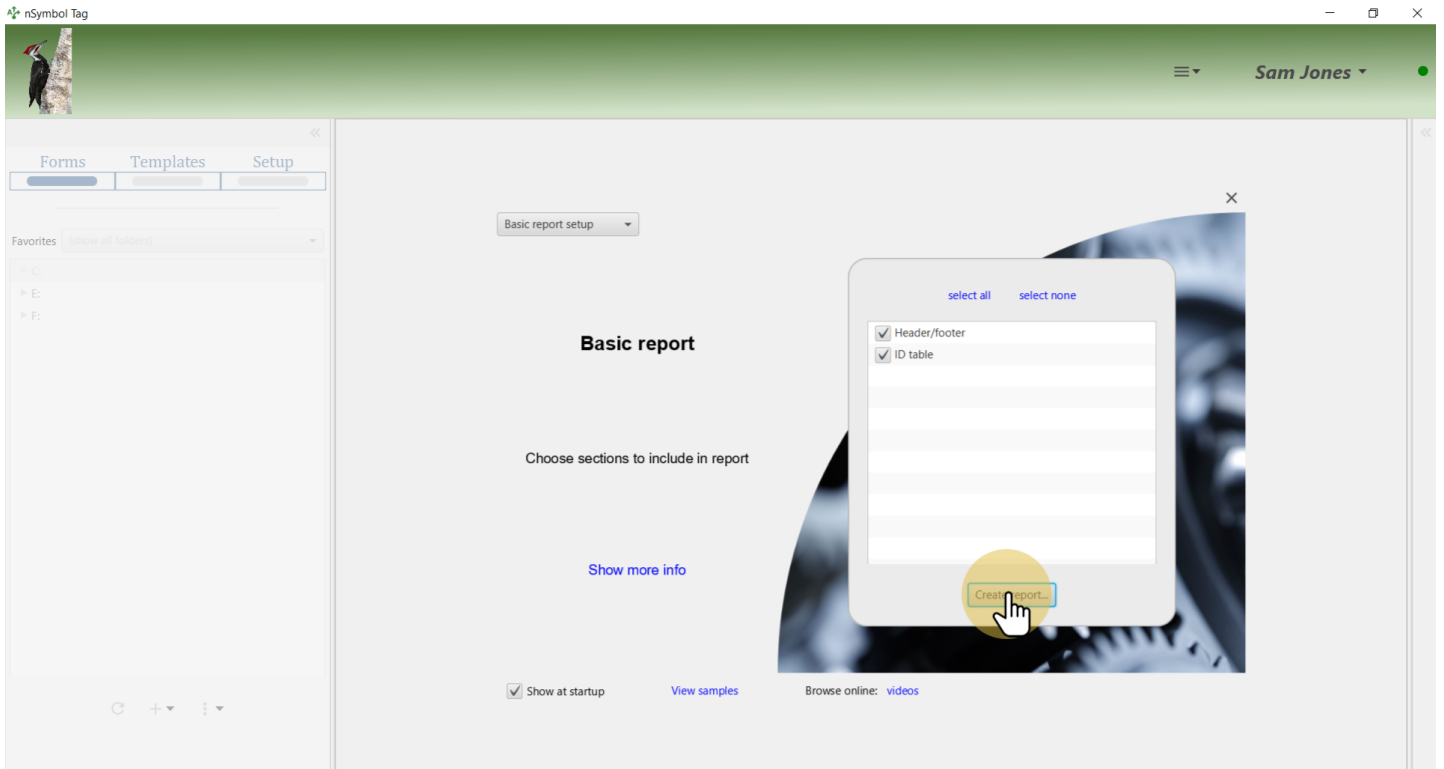 nSymbol Tag
Sam Jones
Forms Templates Setup
Favorites (show all folders)
C:
E:
F:
Basic report setup
Basic report
Choose sections to include in report
Show more info
select all select none
Header/footer
ID table
Create report...
Show at startup View samples Browse online: videos